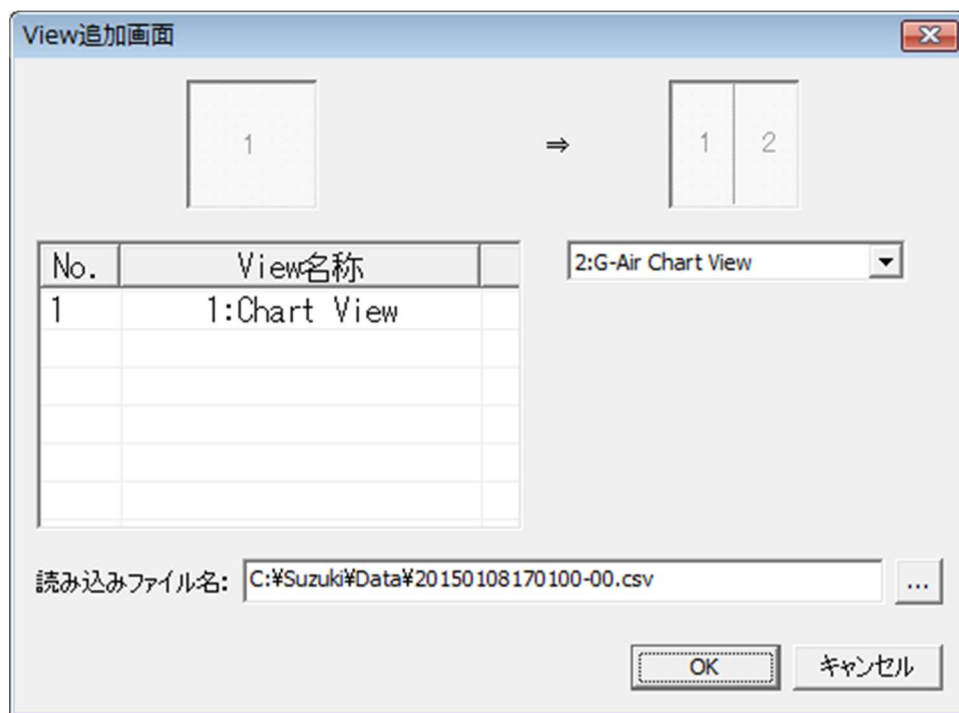 View追加画面
1 ⇒ 1 2
No. View名称
2:G-Air Chart View
1 1:Chart View
読み込みファイル名: C:¥Suzuki¥Data¥20150108170100-00.csv ...
OK キャンセル